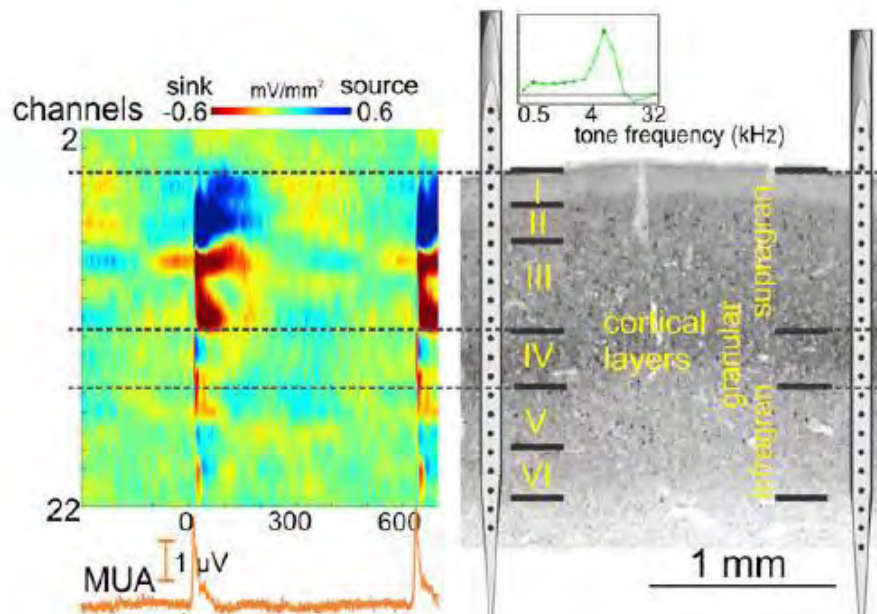 sink mV/mm² source
channels -0.6 0.6
2
22
0 300 600
1 µV
MUA
0.5 4 32
tone frequency (kHz)
I
II
III
IV
V
VI
cortical
layers
supragran
granular
infragran
1 mm